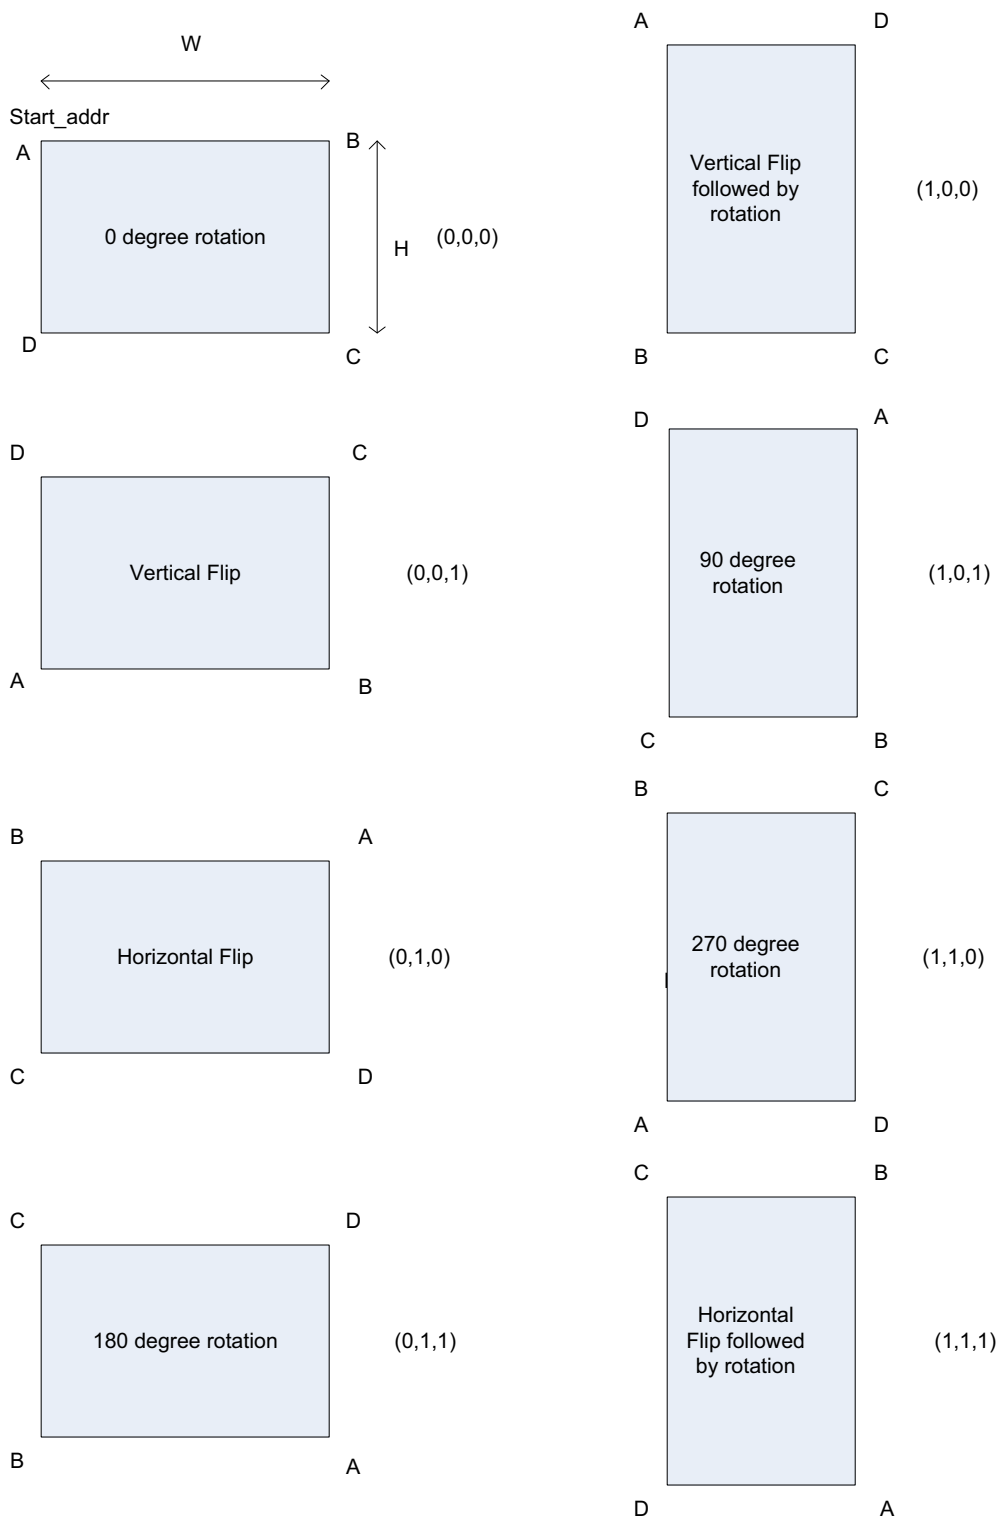 W
Start_addr
A
B
0 degree rotation
H
(0,0,0)
D
C
D
C
Vertical Flip
(0,0,1)
A
B
B
A
Horizontal Flip
(0,1,0)
C
D
C
D
180 degree rotation
(0,1,1)
B
A
A
D
Vertical Flip
followed by
rotation
(1,0,0)
B
C
D
A
90 degree
rotation
(1,0,1)
C
B
B
C
270 degree
rotation
(1,1,0)
A
D
C
B
Horizontal
Flip followed
by rotation
(1,1,1)
D
A